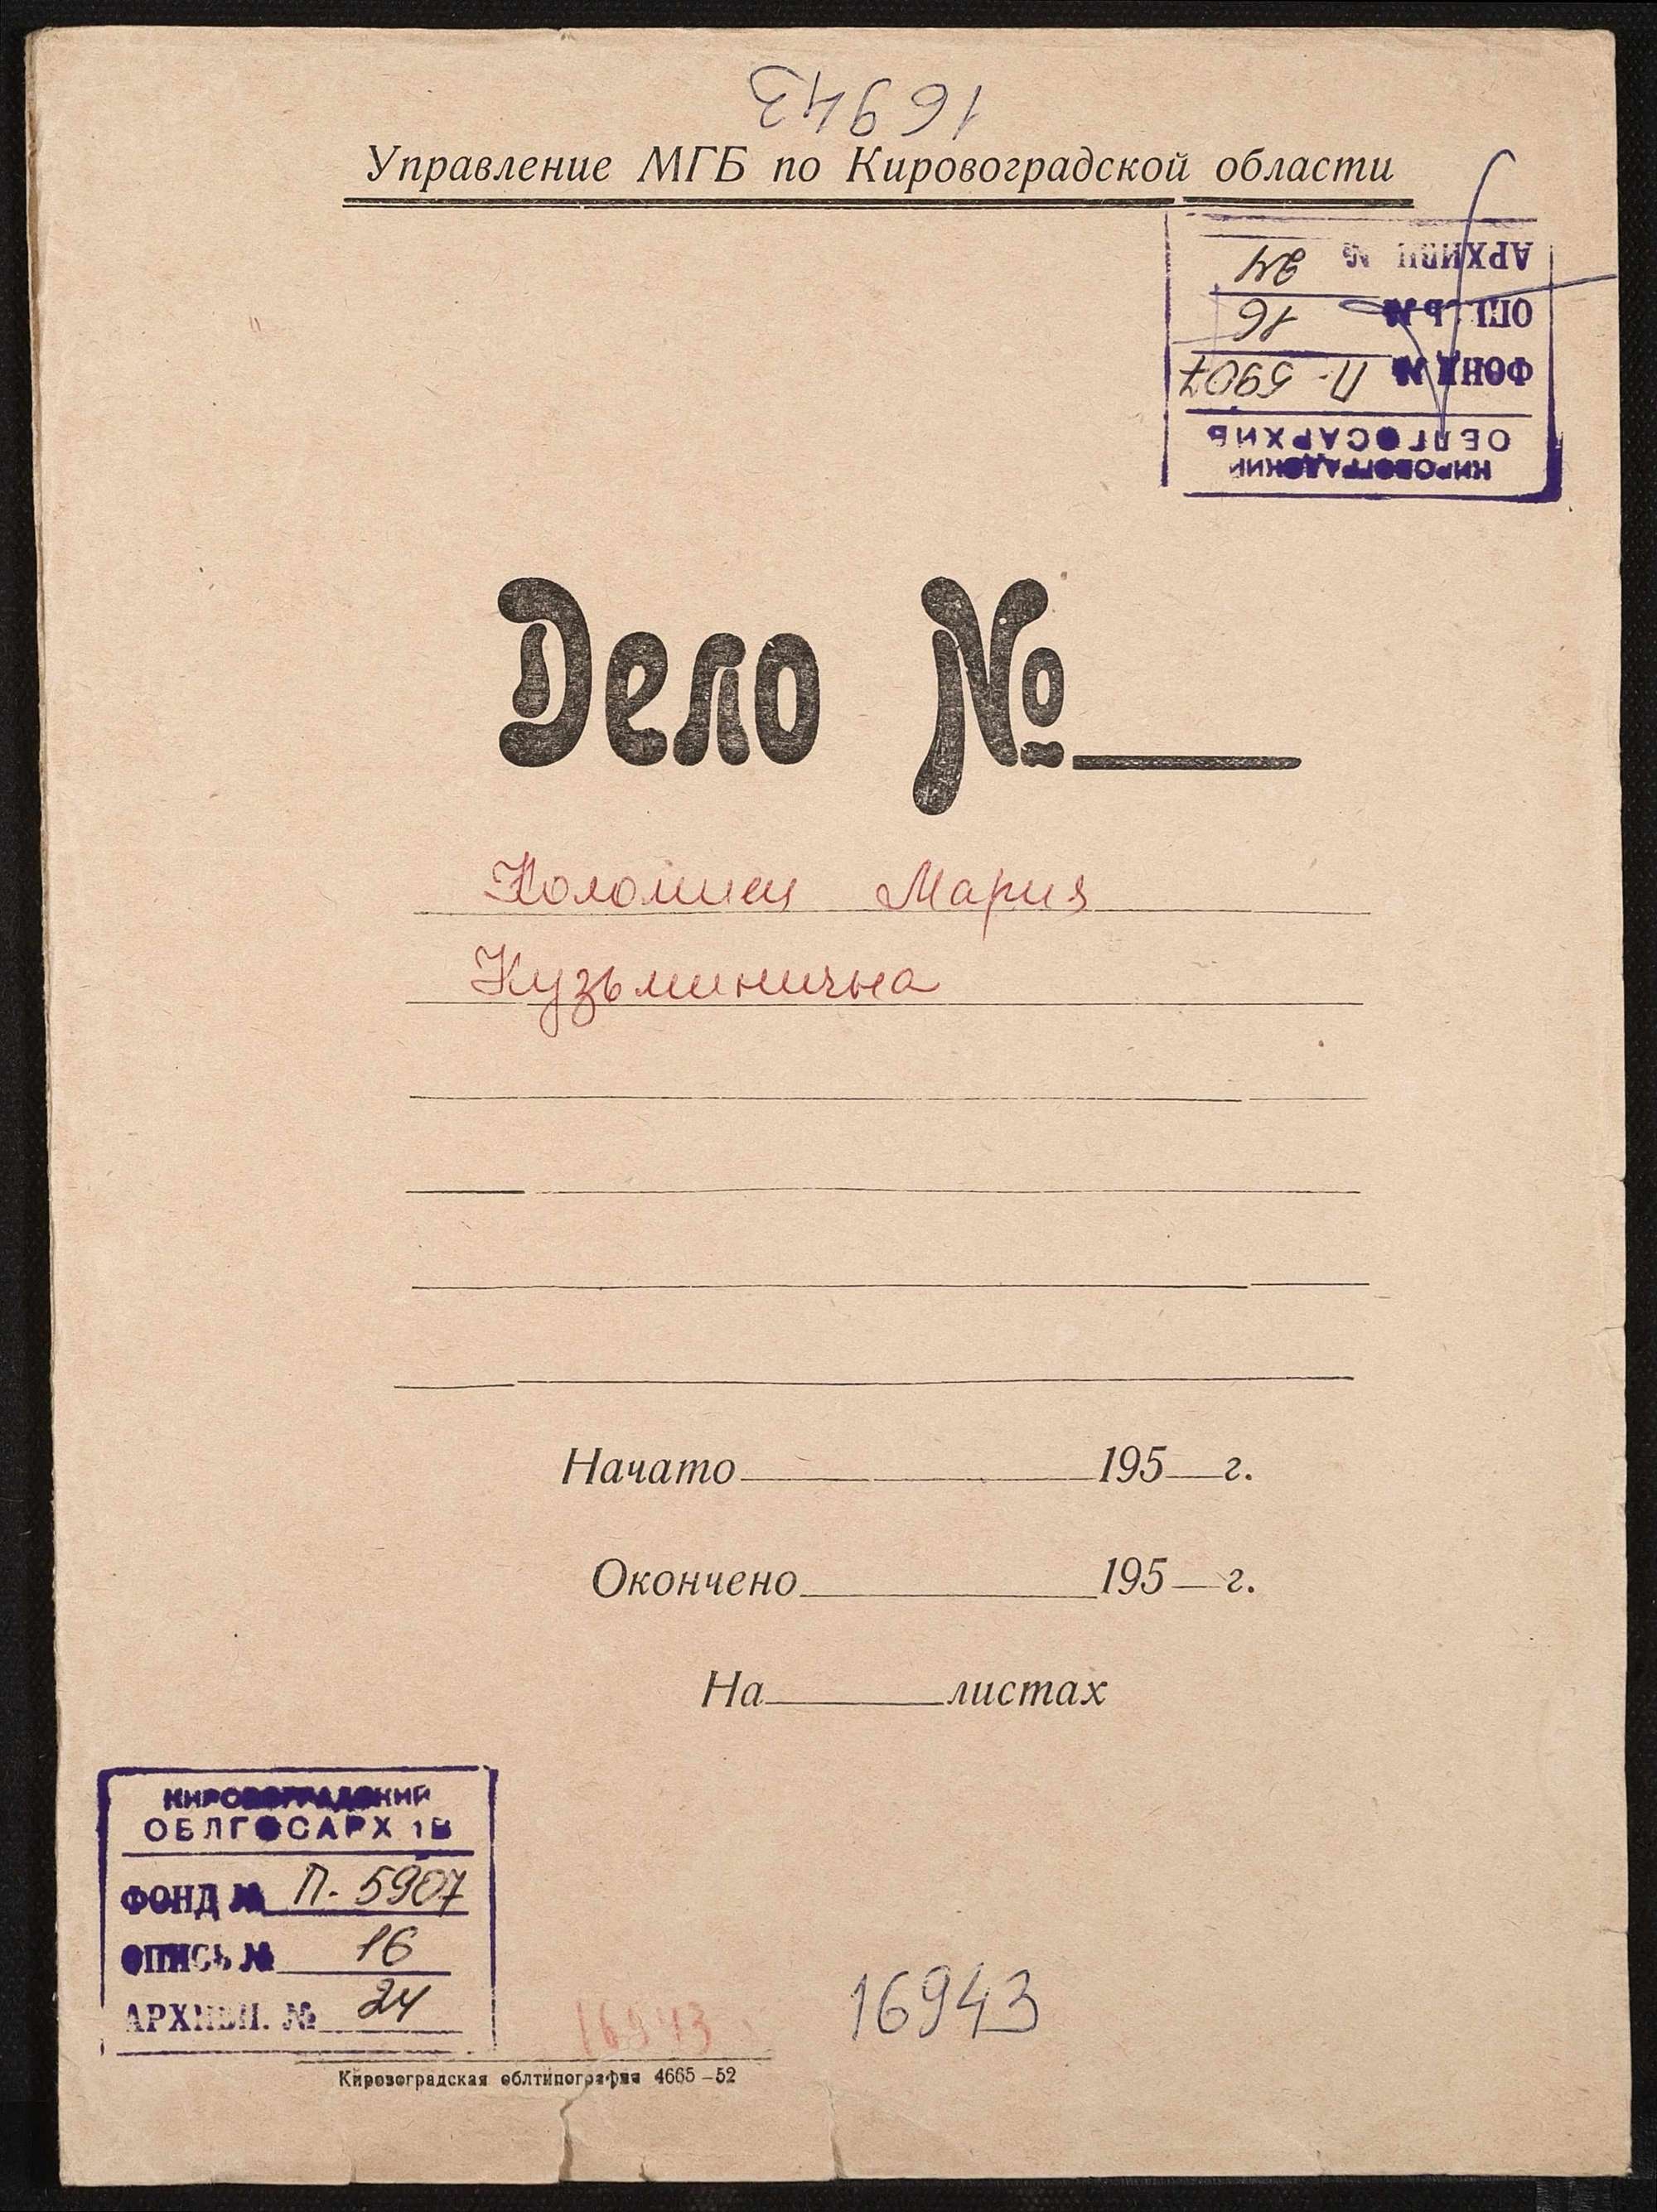 16943
Управление МГБ по Кировоградской области
АРХИВН. № 24
ОПИСЬ № 16
ФОНД № П. 5907
ОБЛГОСАРХИВ
КИРОВОГРАДСКИЙ
Дело №
Коломиец Мария
Кузьминична
Начато 195 г.
Окончено 195 г.
На листах
КИРОВОГРАДСКИЙ
ОБЛГОСАРХИВ
ФОНД № П. 5907
ОПИСЬ № 16
АРХИВН. № 24
16943
16943
Кировоградская облтипография 4665-52